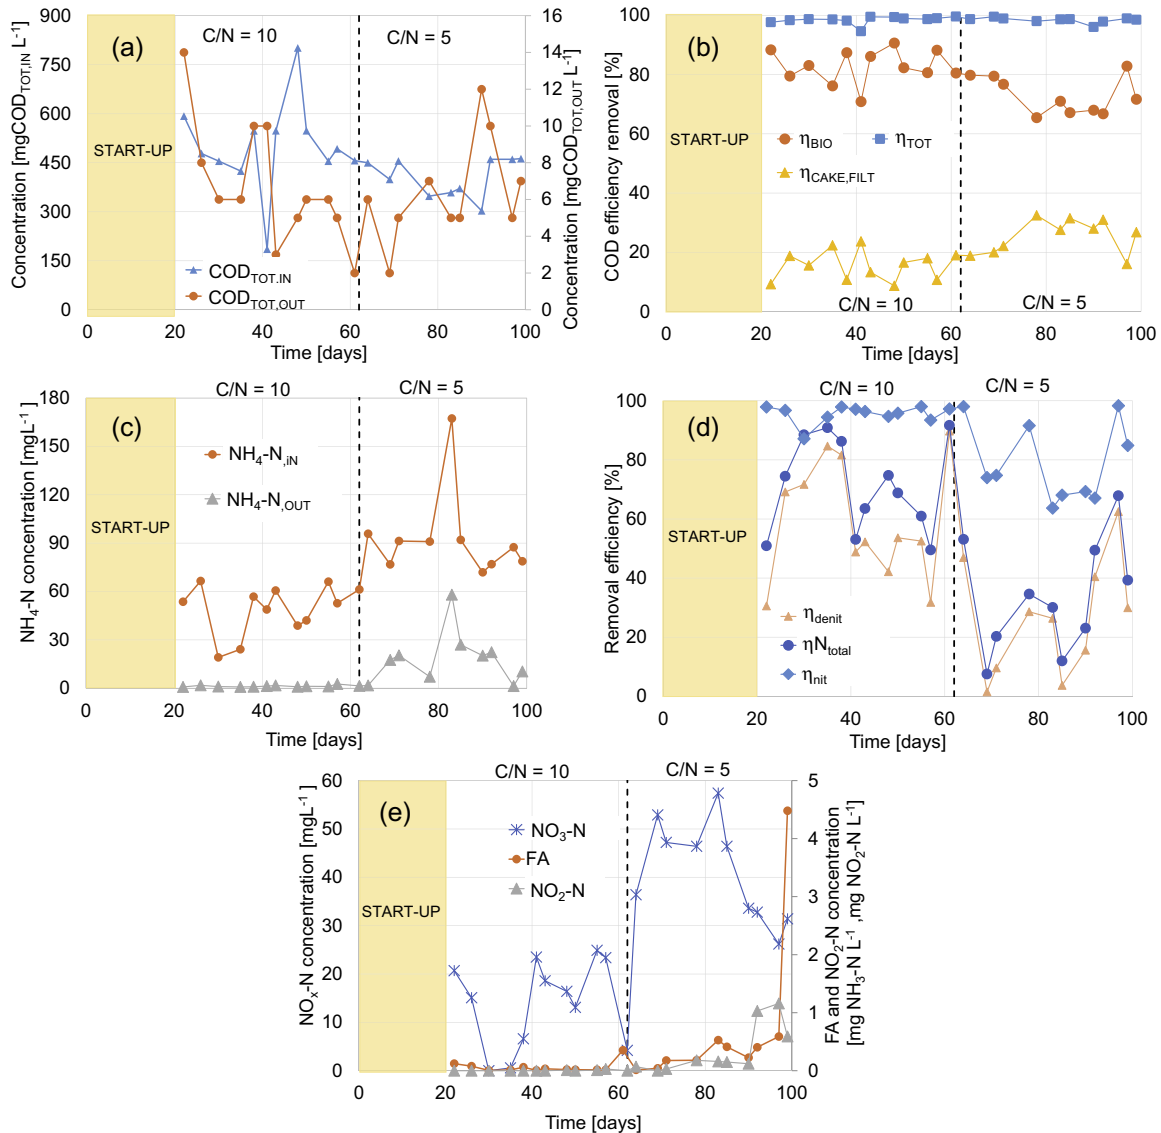 (a)
C/N = 10
C/N = 5
START-UP
Concentration [mgCOD_TOT,IN L-1]
Concentration [mgCOD_TOT,OUT L-1]
900
750
600
450
300
150
0
16
14
12
10
8
6
4
2
0
COD_TOT,IN
COD_TOT,OUT
0 20 40 60 80 100
Time [days]
(b)
START-UP
COD efficiency removal [%]
100
80
60
40
20
0
η_BIO
η_TOT
η_CAKE,FILT
C/N = 10
C/N = 5
0 20 40 60 80 100
Time [days]
C/N = 10
C/N = 5
(c)
START-UP
NH4-N concentration [mgL-1]
180
150
120
90
60
30
0
NH4-N,iN
NH4-N,OUT
0 20 40 60 80 100
Time [days]
C/N = 10
C/N = 5
(d)
START-UP
Removal efficiency [%]
100
80
60
40
20
0
η_denit
ηN_total
η_nit
0 20 40 60 80 100
Time [days]
C/N = 10
C/N = 5
(e)
START-UP
NOx-N concentration [mgL-1]
60
50
40
30
20
10
0
NO3-N
FA
NO2-N
5
4
3
2
1
0
FA and NO2-N concentration
[mg NH3-N L-1 ,mg NO2-N L-1]
0 20 40 60 80 100
Time [days]